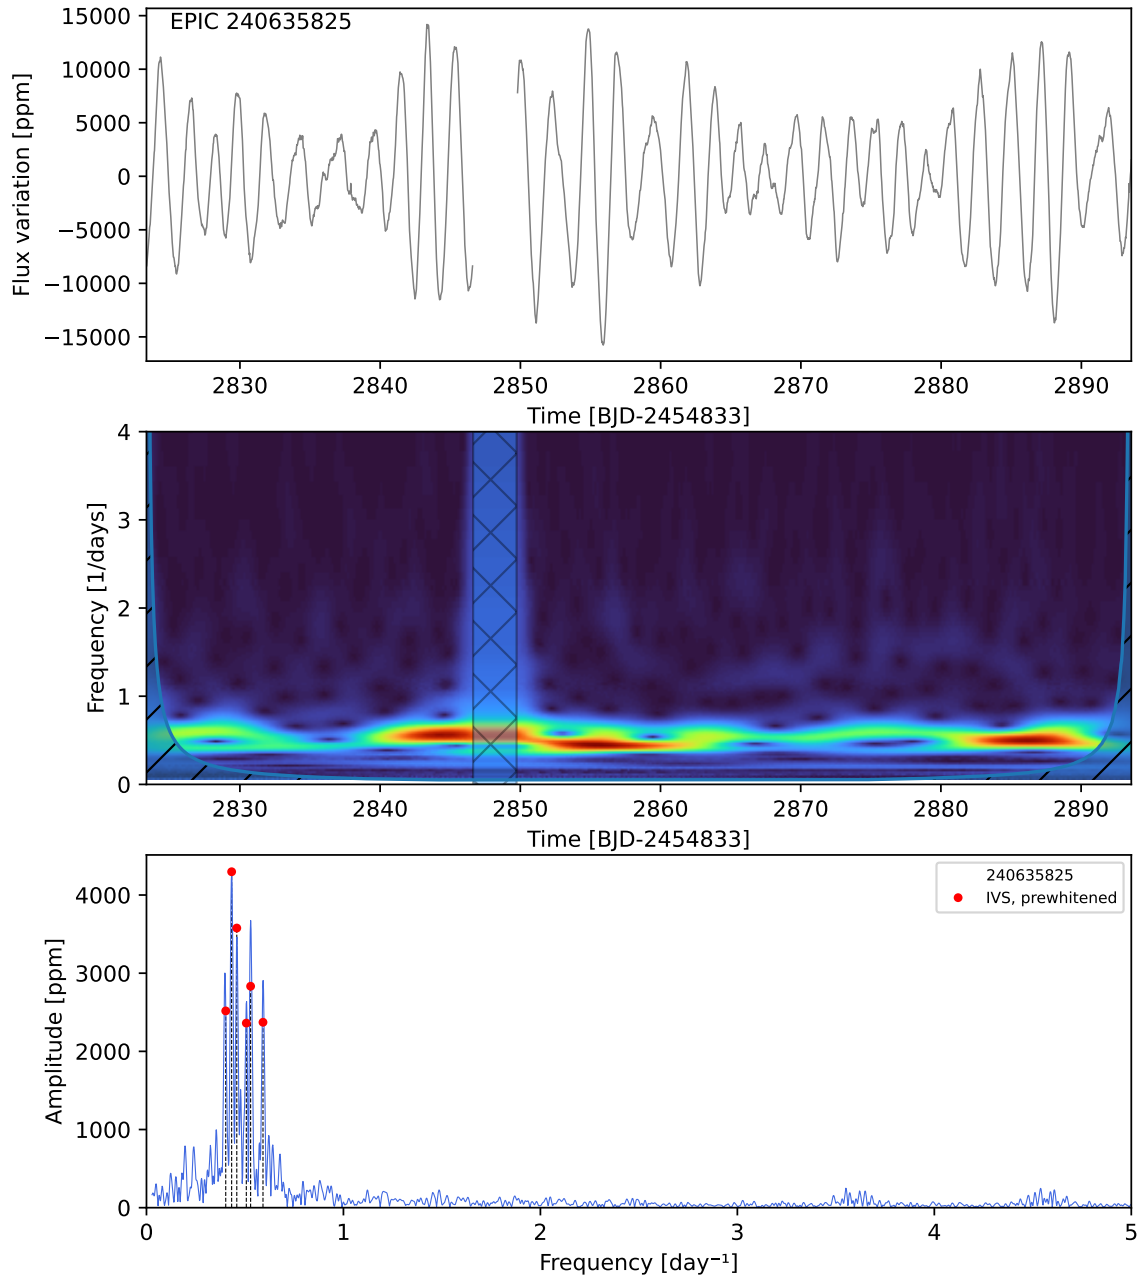 EPIC 240635825
15000
10000
5000
0
−5000
−10000
−15000
Flux variation [ppm]
2830 2840 2850 2860 2870 2880 2890
Time [BJD-2454833]
4
3
2
1
0
Frequency [1/days]
2830 2840 2850 2860 2870 2880 2890
Time [BJD-2454833]
240635825
IVS, prewhitened
4000
3000
2000
1000
0
Amplitude [ppm]
0 1 2 3 4 5
Frequency [day⁻¹]